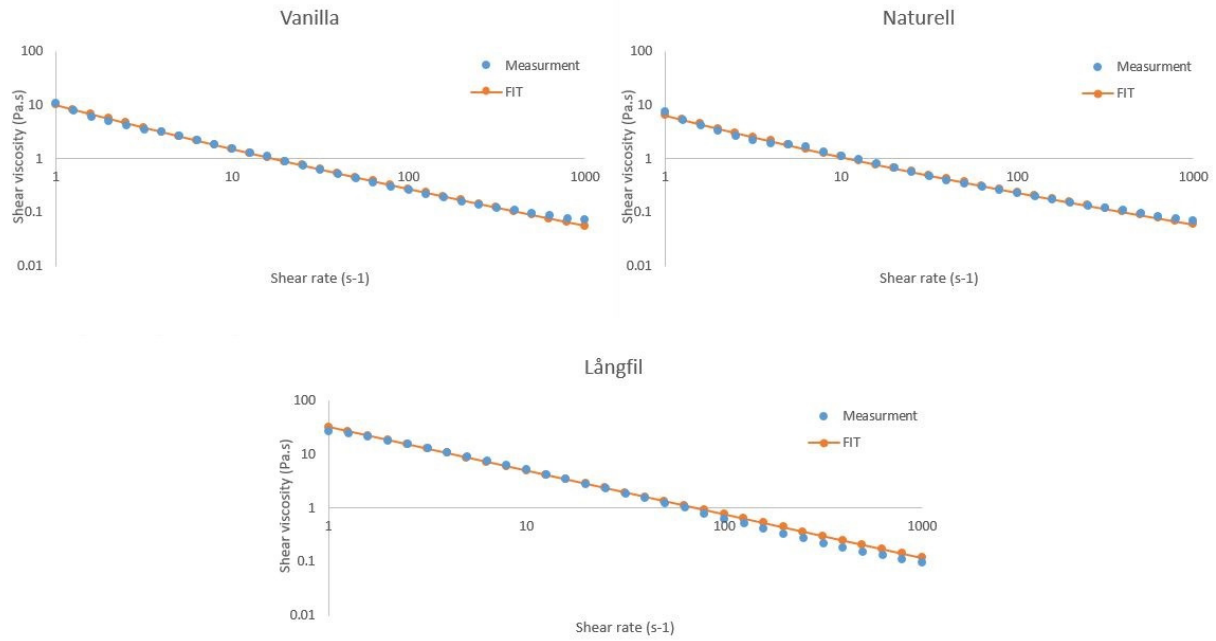 Vanilla
Measurment
FIT
Shear viscosity (Pa.s)
100
10
1
0.1
0.01
1
10
100
1000
Shear rate (s-1)
Naturell
Measurment
FIT
Shear viscosity (Pa.s)
100
10
1
0.1
0.01
1
10
100
1000
Shear rate (s-1)
Långfil
Measurment
FIT
Shear viscosity (Pa.s)
100
10
1
0.1
0.01
1
10
100
1000
Shear rate (s-1)